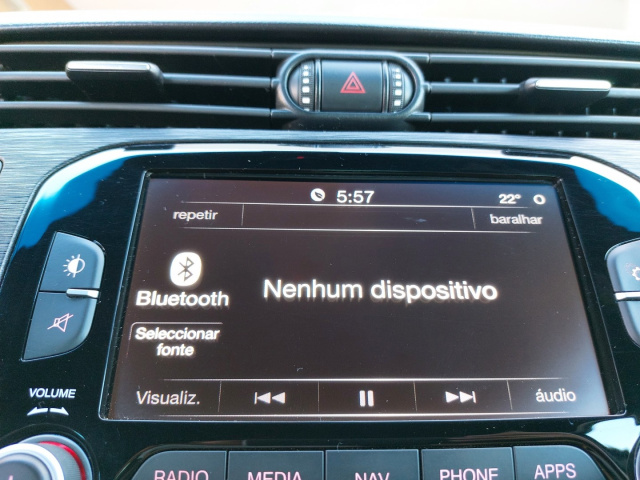 5:57 22° O
repetir baralhar
Bluetooth
Nenhum dispositivo
Seleccionar
fonte
Visualiz. áudio
VOLUME
RADIO MEDIA NAV PHONE APPS